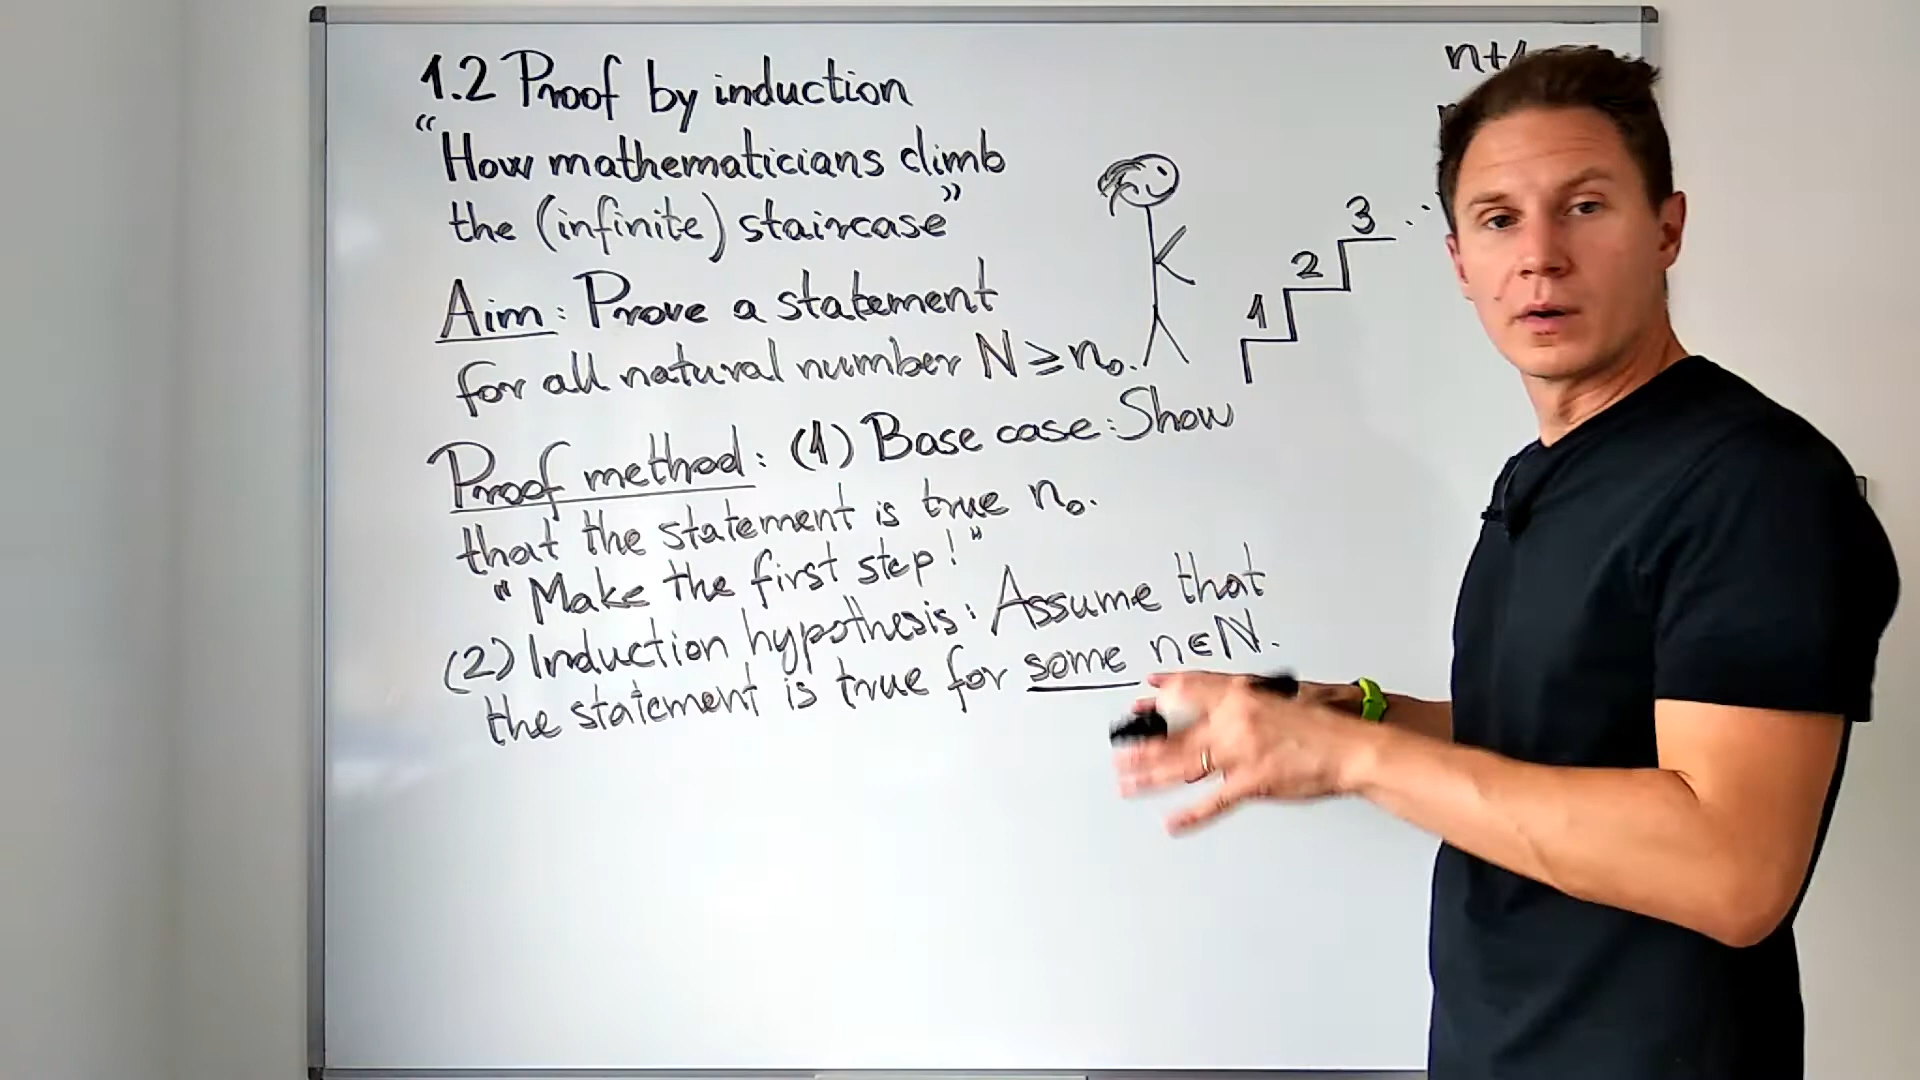 1.2 Proof by induction
"How mathematicians climb
the (infinite) staircase"
Aim: Prove a statement
for all natural number N ≥ n₀.
Proof method: (1) Base case: Show
that the statement is true n₀.
"Make the first step!"
(2) Induction hypothesis: Assume that
the statement is true for some n∈N.
1
2
3 ...
n+1